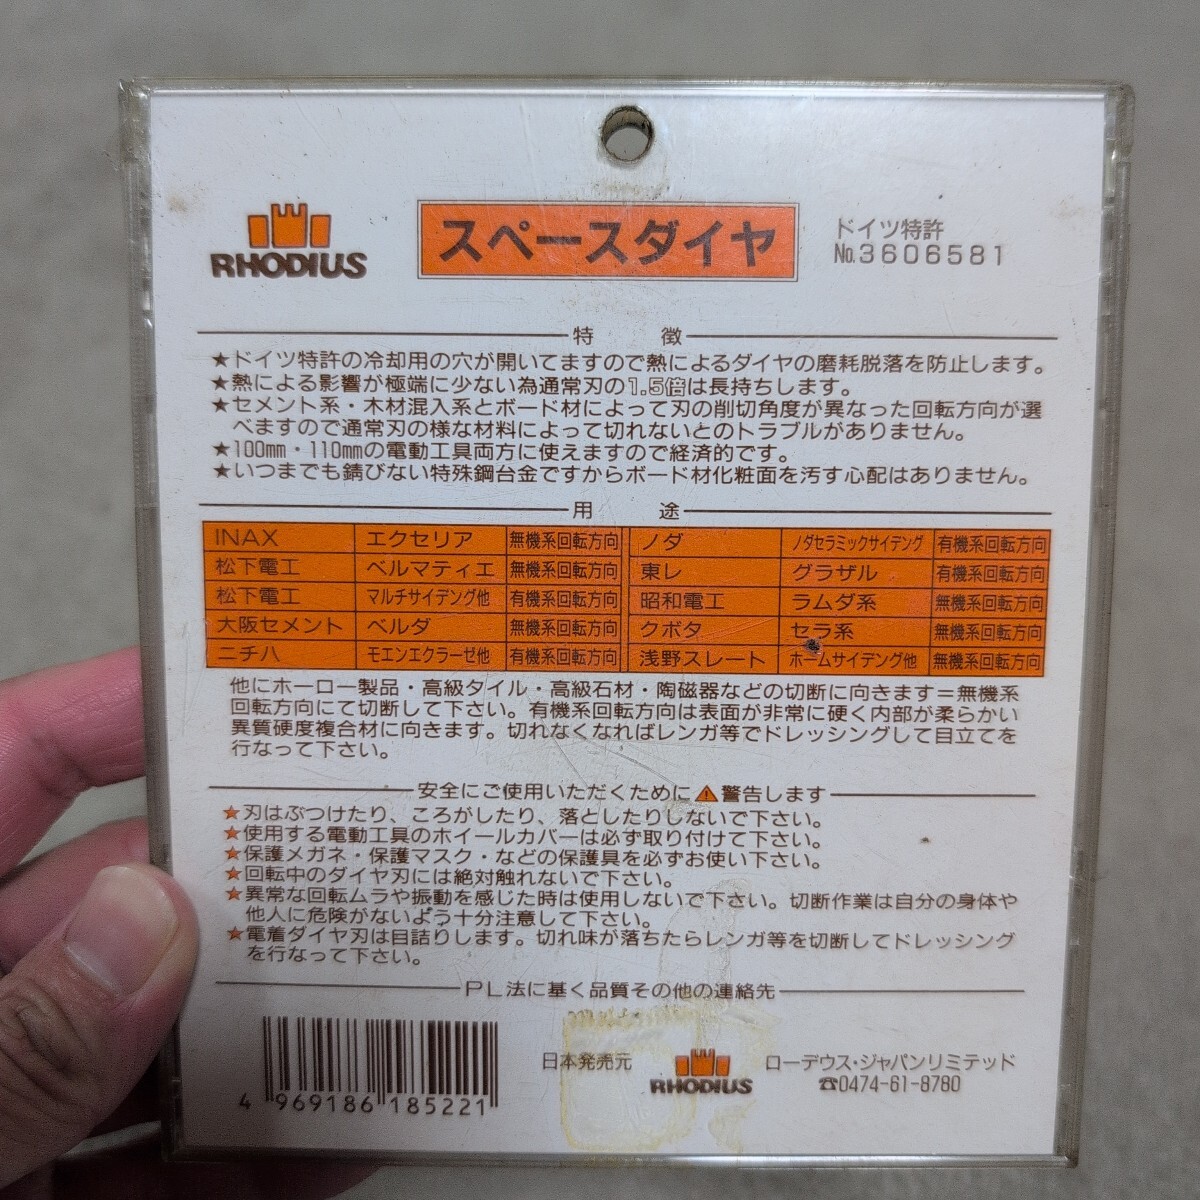 RHODIUS
スペースダイヤ
ドイツ特許
No.3606581
特 徴
★ドイツ特許の冷却用の穴が開いてますので熱によるダイヤの磨耗脱落を防止します。
★熱による影響が極端に少ない為通常刃の1.5倍は長持ちします。
★セメント系・木材混入系とボード材によって刃の削切角度が異なった回転方向が選
べますので通常刃の様な材料によって切れないとのトラブルがありません。
★100mm・110mmの電動工具両方に使えますので経済的です。
★いつまでも錆びない特殊鋼台金ですからボード材化粧面を汚す心配はありません。
用 途
INAX エクセリア 無機系回転方向 ノダ ノダセラミックサイデング 有機系回転方向
松下電工 ベルマティエ 無機系回転方向 東レ グラザル 有機系回転方向
松下電工 マルチサイデング他 有機系回転方向 昭和電工 ラムダ系 無機系回転方向
大阪セメント ベルダ 無機系回転方向 クボタ セラ系 無機系回転方向
ニチハ モエンエクラーゼ他 有機系回転方向 浅野スレート ホームサイデング他 無機系回転方向
他にホーロー製品・高級タイル・高級石材・陶磁器などの切断に向きます＝無機系
回転方向にて切断して下さい。有機系回転方向は表面が非常に硬く内部が柔らかい
異質硬度複合材に向きます。切れなくなればレンガ等でドレッシングして目立てを
行なって下さい。
安全にご使用いただくために⚠警告します
★刃はぶつけたり、ころがしたり、落としたりしないで下さい。
★使用する電動工具のホイールカバーは必ず取り付けて下さい。
★保護メガネ・保護マスク・などの保護具を必ずお使い下さい。
★回転中のダイヤ刃には絶対触れないで下さい。
★異常な回転ムラや振動を感じた時は使用しないで下さい。切断作業は自分の身体や
他人に危険がないよう十分注意して下さい。
★電着ダイヤ刃は目詰りします。切れ味が落ちたらレンガ等を切断してドレッシング
を行なって下さい。
PL法に基く品質その他の連絡先
4 969186 185221
日本発売元
RHODIUS
ローデウス・ジャパンリミテッド
☎0474-61-8780